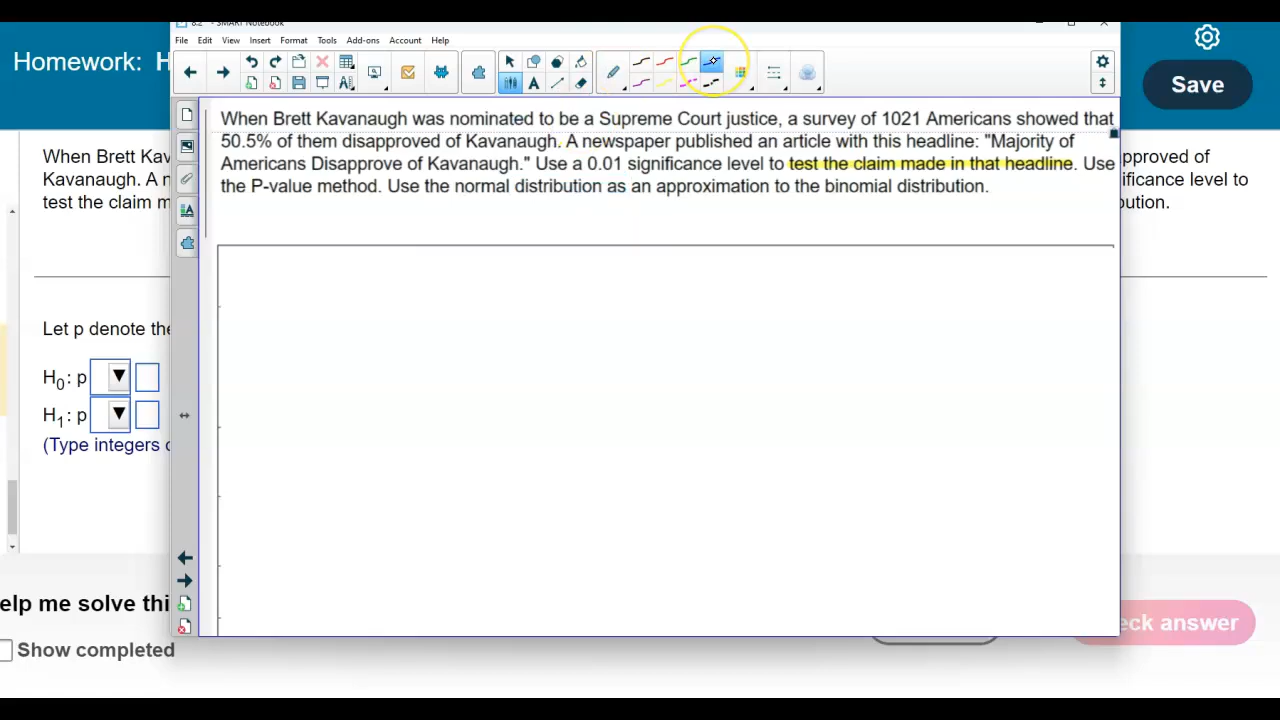 8.2 - SMART Notebook
File Edit View Insert Format Tools Add-ons Account Help
Homework: H
Save
When Brett Kavanaugh was nominated to be a Supreme Court justice, a survey of 1021 Americans showed that
50.5% of them disapproved of Kavanaugh. A newspaper published an article with this headline: "Majority of
Americans Disapprove of Kavanaugh." Use a 0.01 significance level to test the claim made in that headline. Use
the P-value method. Use the normal distribution as an approximation to the binomial distribution.
When Brett Kav
Kavanaugh. A n
test the claim m
pproved of
ificance level to
bution.
Let p denote the
H0: p
H1: p
(Type integers o
elp me solve thi
Show completed
eck answer